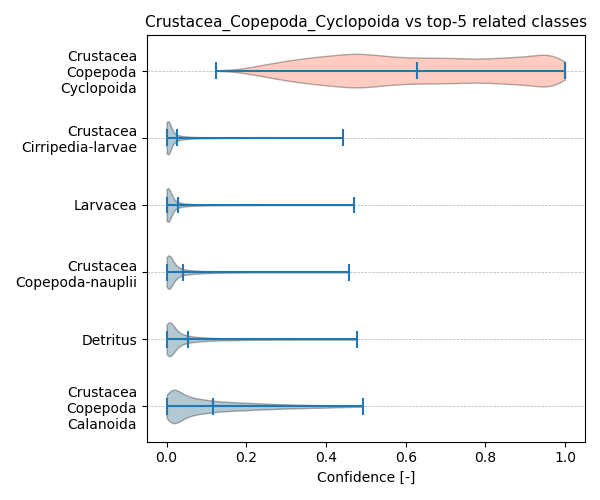 Crustacea_Copepoda_Cyclopoida vs top-5 related classes
Crustacea
Copepoda
Cyclopoida
Crustacea
Cirripedia-larvae
Larvacea
Crustacea
Copepoda-nauplii
Detritus
Crustacea
Copepoda
Calanoida
0.0 0.2 0.4 0.6 0.8 1.0
Confidence [-]